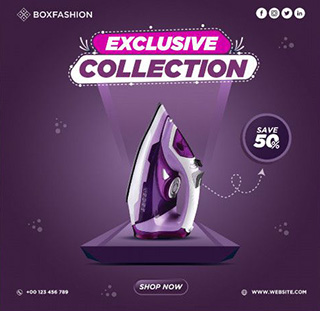 BOXFASHION
EXCLUSIVE
COLLECTION
SAVE
50%
SHOP NOW
+00 123 456 789
WWW.WEBSITE.COM